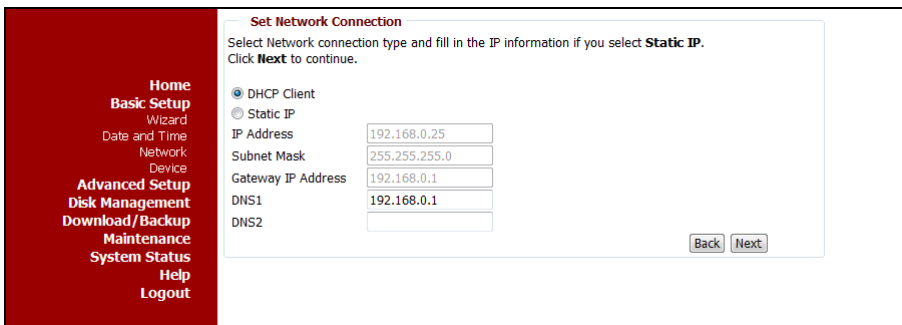 Home
Basic Setup
Wizard
Date and Time
Network
Device
Advanced Setup
Disk Management
Download/Backup
Maintenance
System Status
Help
Logout
Set Network Connection
Select Network connection type and fill in the IP information if you select Static IP.
Click Next to continue.
DHCP Client
Static IP
IP Address 192.168.0.25
Subnet Mask 255.255.255.0
Gateway IP Address 192.168.0.1
DNS1 192.168.0.1
DNS2
Back Next